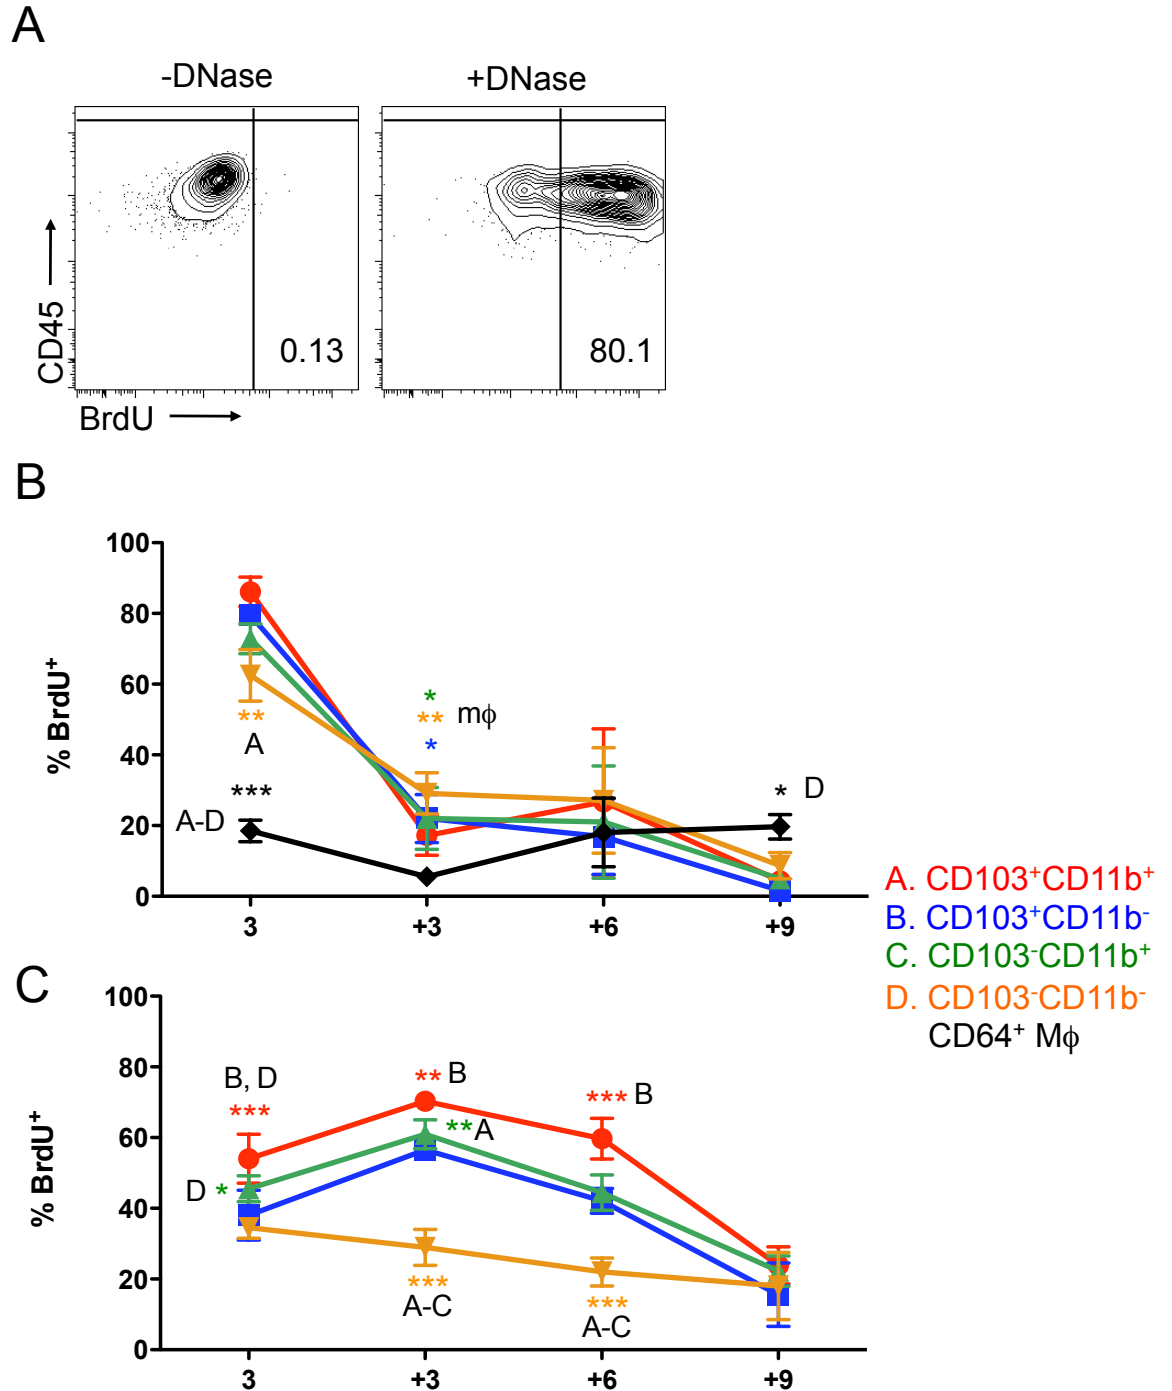 A
-DNase +DNase
CD45
0.13 80.1
BrdU
B
100
80
60
40
20
0
% BrdU⁺
**
A
***
A-D
*
** mϕ
*
* D
3 +3 +6 +9
A. CD103⁺CD11b⁺
B. CD103⁺CD11b⁻
C. CD103⁻CD11b⁺
D. CD103⁻CD11b⁻
CD64⁺ Mϕ
C
100
80
60
40
20
0
% BrdU⁺
B, D
***
** B
*** B
** A
D *
***
A-C
***
A-C
3 +3 +6 +9